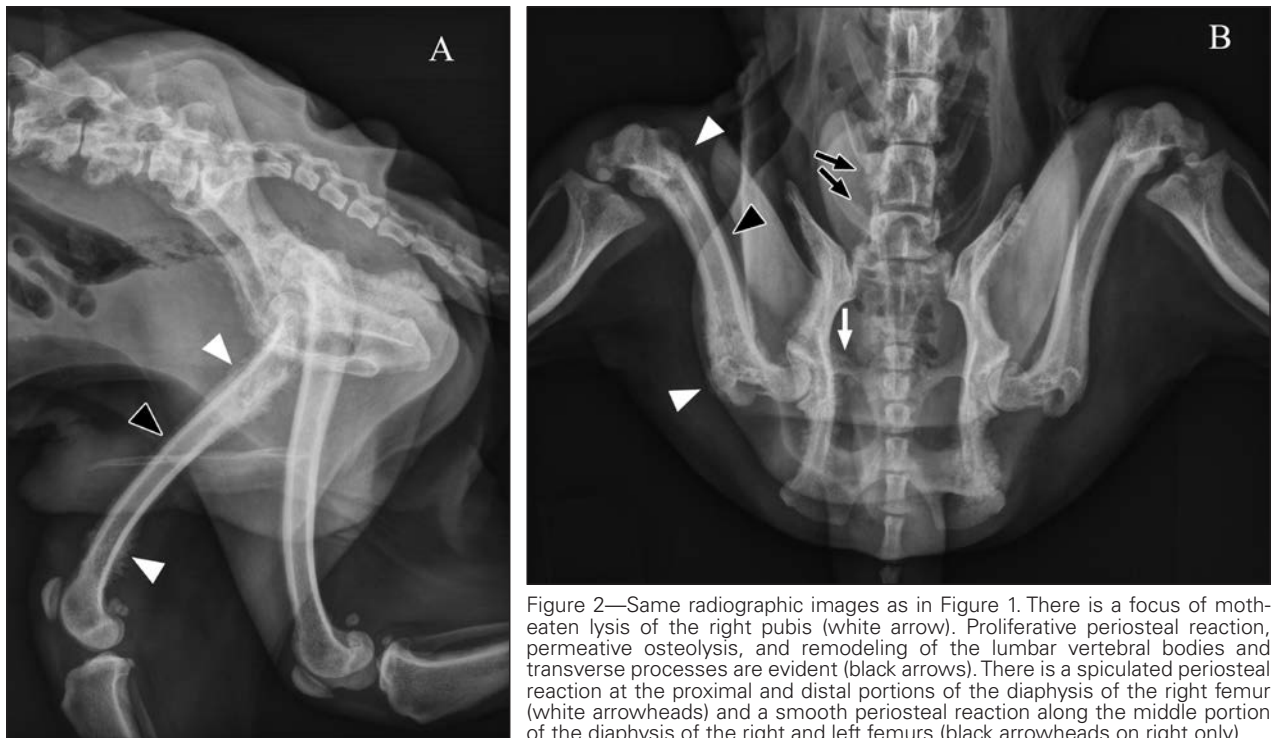 A
B
Figure 2—Same radiographic images as in Figure 1. There is a focus of moth-
eaten lysis of the right pubis (white arrow). Proliferative periosteal reaction,
permeative osteolysis, and remodeling of the lumbar vertebral bodies and
transverse processes are evident (black arrows). There is a spiculated periosteal
reaction at the proximal and distal portions of the diaphysis of the right femur
(white arrowheads) and a smooth periosteal reaction along the middle portion
of the diaphysis of the right and left femurs (black arrowheads on right only).